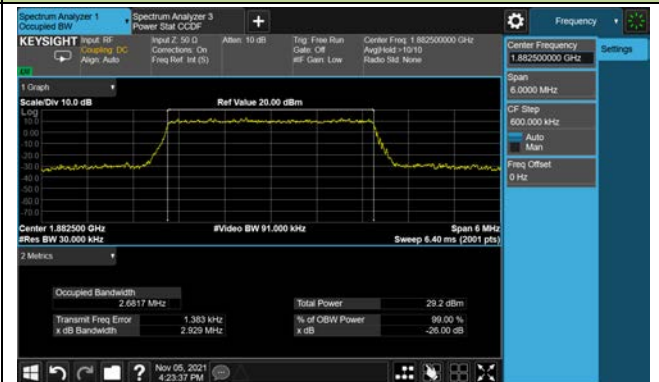 Spectrum Analyzer 1
Occupied BW
Spectrum Analyzer 3
Power Stat CCDF
+
Frequency
KEYSIGHT
Input: RF
Coupling: DC
Align: Auto
Input Z: 50 Ω
Corrections: On
Freq Ref: Int (S)
Atten: 10 dB
Trig: Free Run
Gate: Off
#IF Gain: Low
Center Freq: 1.882500000 GHz
Avg|Hold:>10/10
Radio Std: None
Center Frequency
1.882500000 GHz
Settings
Span
6.0000 MHz
CF Step
600.000 kHz
Auto
Man
Freq Offset
0 Hz
1 Graph
Scale/Div 10.0 dB
Ref Value 20.00 dBm
Log
10.0
0.00
-10.0
-20.0
-30.0
-40.0
-50.0
-60.0
-70.0
Center 1.882500 GHz
#Video BW 91.000 kHz
Span 6 MHz
#Res BW 30.000 kHz
Sweep 6.40 ms (2001 pts)
2 Metrics
Occupied Bandwidth
2.6817 MHz
Total Power 29.2 dBm
Transmit Freq Error 1.383 kHz
% of OBW Power 99.00 %
x dB Bandwidth 2.929 MHz
x dB -26.00 dB
?
Nov 05, 2021
4:23:37 PM